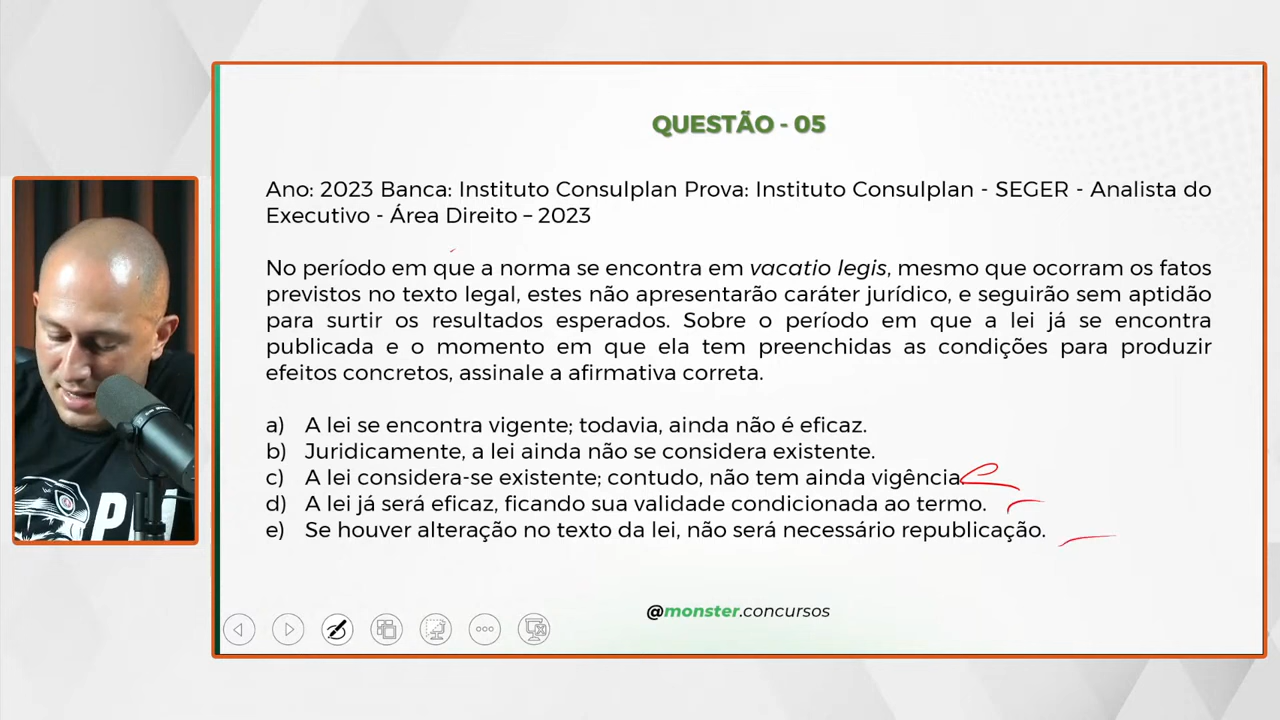 QUESTÃO - 05
Ano: 2023 Banca: Instituto Consulplan Prova: Instituto Consulplan - SEGER - Analista do
Executivo - Área Direito – 2023
No período em que a norma se encontra em vacatio legis, mesmo que ocorram os fatos
previstos no texto legal, estes não apresentarão caráter jurídico, e seguirão sem aptidão
para surtir os resultados esperados. Sobre o período em que a lei já se encontra
publicada e o momento em que ela tem preenchidas as condições para produzir
efeitos concretos, assinale a afirmativa correta.
a) A lei se encontra vigente; todavia, ainda não é eficaz.
b) Juridicamente, a lei ainda não se considera existente.
c) A lei considera-se existente; contudo, não tem ainda vigência.
d) A lei já será eficaz, ficando sua validade condicionada ao termo.
e) Se houver alteração no texto da lei, não será necessário republicação.
@monster.concursos